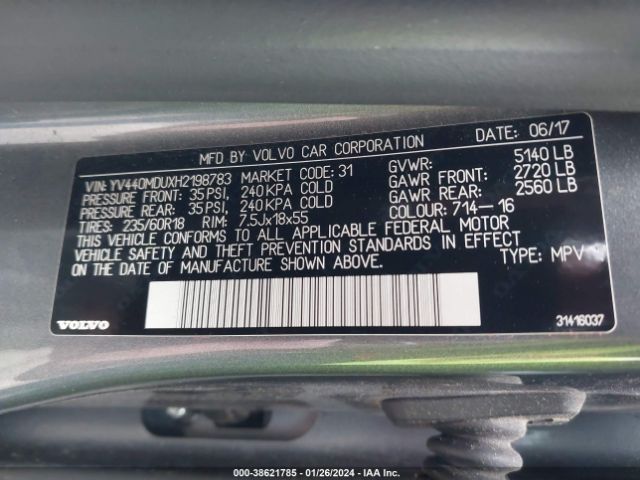 MFD BY VOLVO CAR CORPORATION DATE: 06/17
VIN: YV440MDUXH2198783 MARKET CODE: 31 GVWR: 5140 LB
PRESSURE FRONT: 35 PSI, 240 KPA COLD GAWR FRONT: 2720 LB
PRESSURE REAR: 35 PSI, 240 KPA COLD GAWR REAR: 2560 LB
TIRES: 235/60R18 RIM: 7.5Jx18x55 COLOUR: 714-16
THIS VEHICLE CONFORMS TO ALL APPLICABLE FEDERAL MOTOR
VEHICLE SAFETY AND THEFT PREVENTION STANDARDS IN EFFECT
ON THE DATE OF MANUFACTURE SHOWN ABOVE. TYPE: MPV
VOLVO 31416037
000-38621785 - 01/26/2024 - IAA Inc.